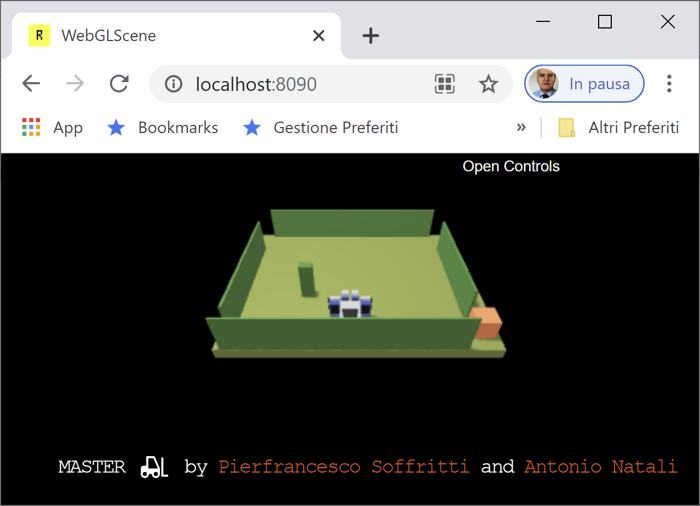 R WebGLScene
localhost:8090 In pausa
App Bookmarks Gestione Preferiti » Altri Preferiti
Open Controls
MASTER by Pierfrancesco Soffritti and Antonio Natali